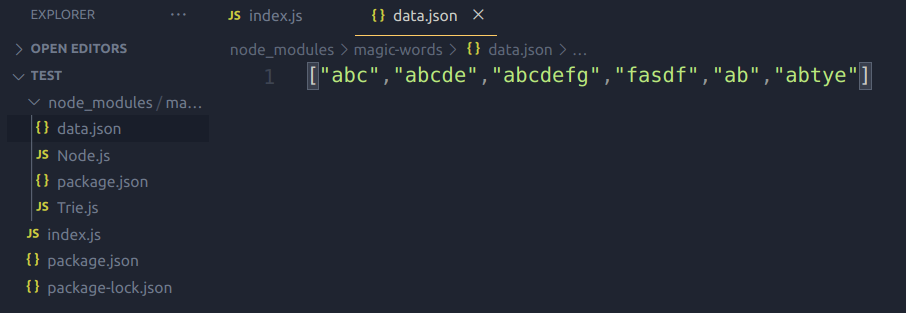 EXPLORER ...
OPEN EDITORS
TEST
node_modules / ma...
{} data.json
JS Node.js
{} package.json
JS Trie.js
JS index.js
{} package.json
{} package-lock.json
JS index.js {} data.json ×
node_modules > magic-words > {} data.json > ...
1 ["abc","abcde","abcdefg","fasdf","ab","abtye"]